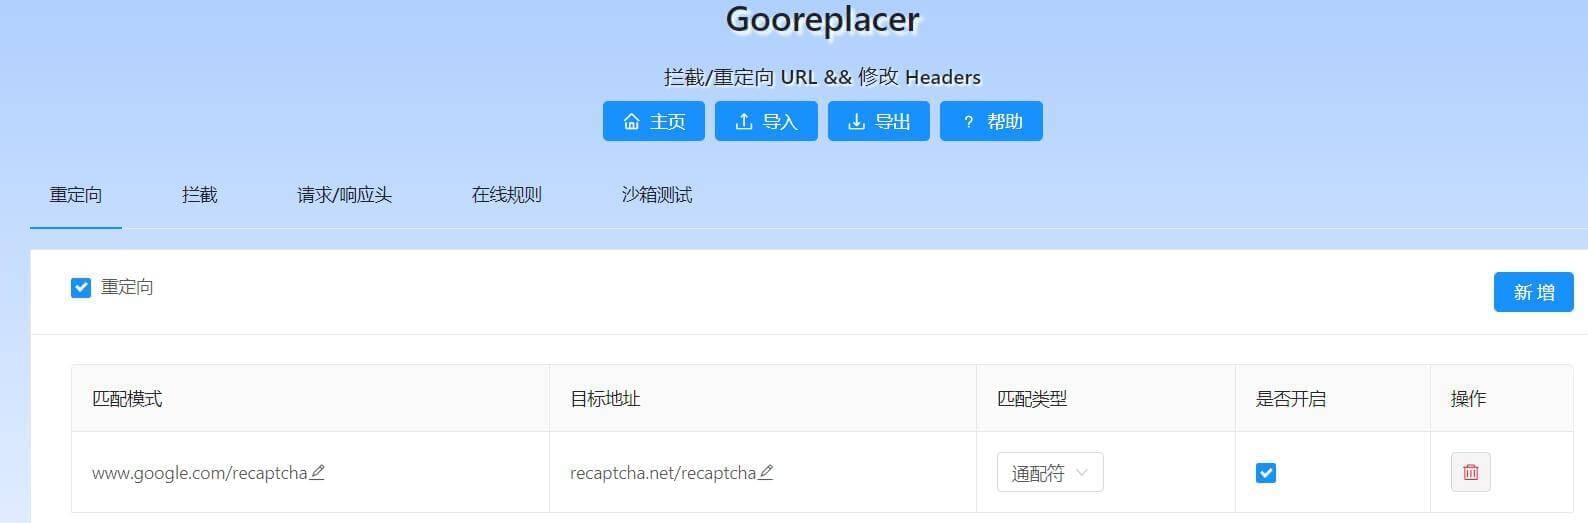 Gooreplacer
拦截/重定向 URL && 修改 Headers
主页 导入 导出 ? 帮助
重定向 拦截 请求/响应头 在线规则 沙箱测试
重定向 新 增
匹配模式 目标地址 匹配类型 是否开启 操作
www.google.com/recaptcha recaptcha.net/recaptcha 通配符